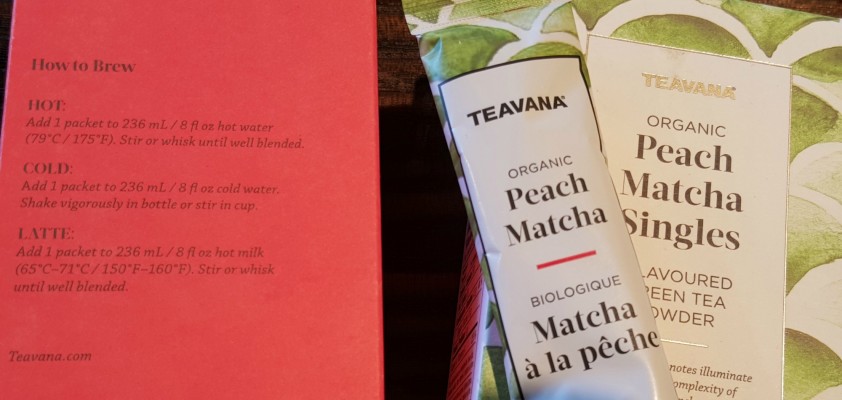 How to Brew
HOT:
Add 1 packet to 236 mL / 8 fl oz hot water
(79°C / 175°F). Stir or whisk until well blended.
COLD:
Add 1 packet to 236 mL / 8 fl oz cold water.
Shake vigorously in bottle or stir in cup.
LATTE:
Add 1 packet to 236 mL / 8 fl oz hot milk
(65°C–71°C / 150°F–160°F). Stir or whisk
until well blended.
Teavana.com
TEAVANA
ORGANIC
Peach
Matcha
BIOLOGIQUE
Matcha
à la pêche
TEAVANA
ORGANIC
Peach
Matcha
Singles
LAVOURED
EEN TEA
OWDER
notes illuminate
omplexity of